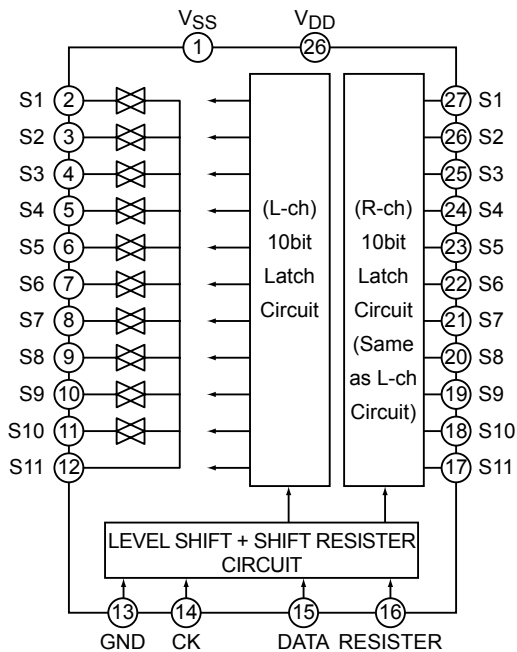 VSS VDD
1 26
S1 2 27 S1
S2 3 26 S2
S3 4 25 S3
S4 5 24 S4
S5 6 23 S5
S6 7 22 S6
S7 8 21 S7
S8 9 20 S8
S9 10 19 S9
S10 11 18 S10
S11 12 17 S11
(L-ch)
10bit
Latch
Circuit
(R-ch)
10bit
Latch
Circuit
(Same
as L-ch
Circuit)
LEVEL SHIFT + SHIFT RESISTER
CIRCUIT
13 14 15 16
GND CK DATA RESISTER